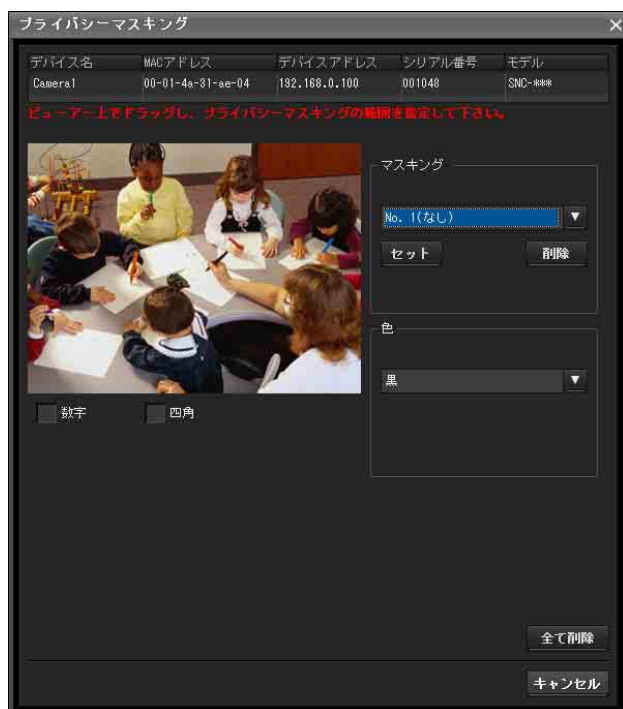 プライバシーマスキング
デバイス名 MACアドレス デバイスアドレス シリアル番号 モデル
Camera1 00-01-4a-31-ae-04 192.168.0.100 001048 SNC-***
ビューアー上でドラッグし、プライバシーマスキングの範囲を指定して下さい。
マスキング
No. 1(なし)
セット 削除
色
黒
数字 四角
全て削除
キャンセル